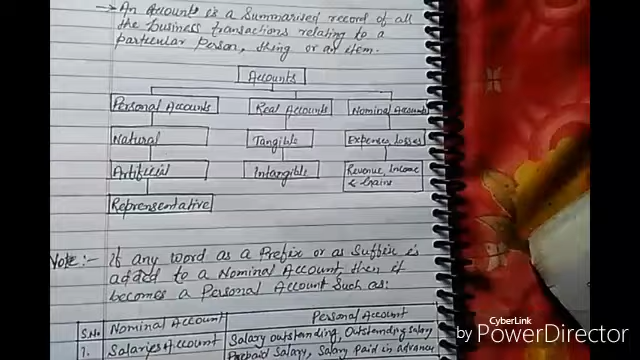 → An Accounts is a Summarised record of all
the business transactions relating to a
particular person, thing or an item.
Accounts
Personal Accounts Real Accounts Nominal Accounts
Natural Tangible Expenses, Losses
Artificial Intangible Revenue, Income
& Gains
Reprensentative
Note:- If any word as a Prefix or as Suffix is
added to a Nominal Account, then it
becomes a Personal Account Such as:
S.No Nominal Account Personal Account
1. Salaries Account Salary outstanding, Outstanding salary
Prepaid Salary, Salary paid in advance
CyberLink
by PowerDirector